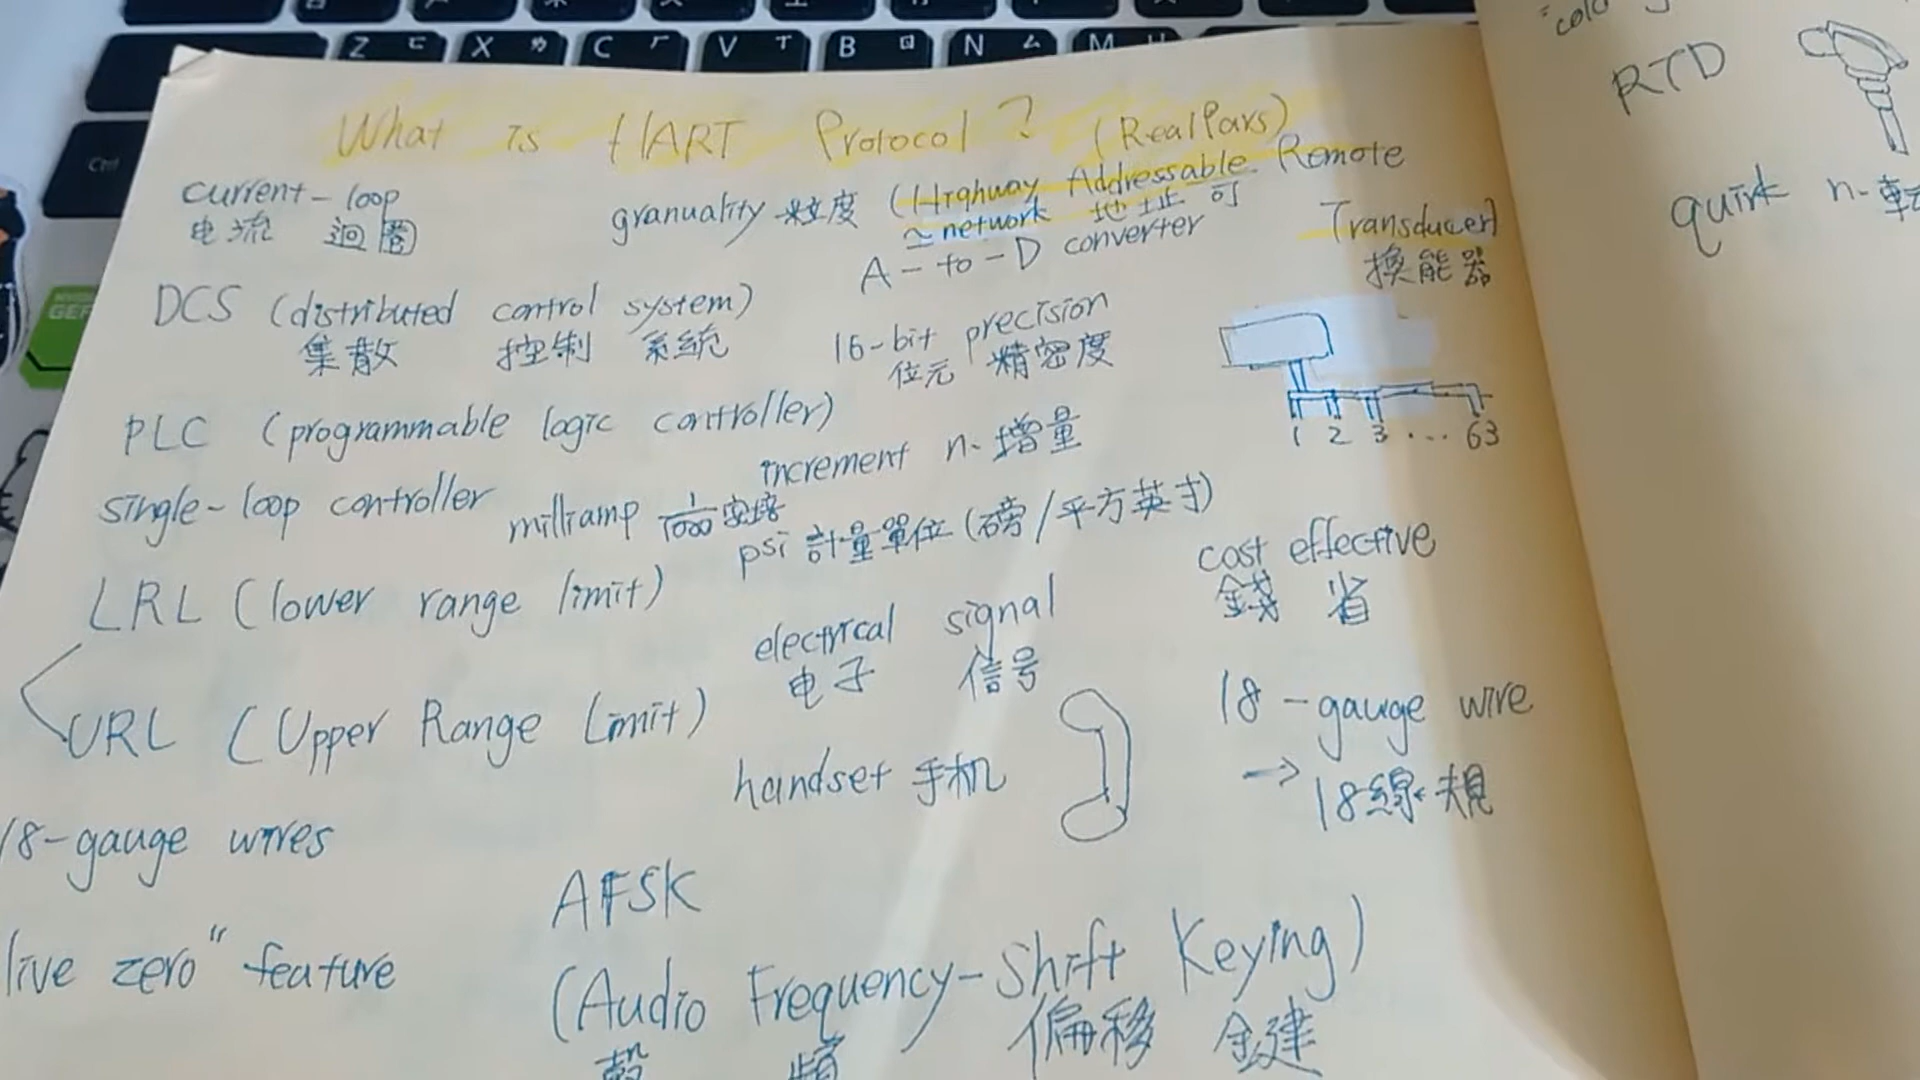 Z X C V B N M
Ctrl
What is HART Protocol? (RealPars)
current-loop
电流 迴圈
granuality 粒度
(Highway Addressable Remote
≃ network 地址 可
Transducer)
換能器
A-to-D converter
DCS (distributed control system)
集散 控制 系統
16-bit precision
位元 精密度
1 2 3 ... 63
PLC (programmable logic controller)
increment n. 增量
single-loop controller
milliamp 1/1000 安培
psi 計量單位 (磅/平方英寸)
cost effective
錢 省
LRL (lower range limit)
electrical signal
电子 信号
URL (Upper Range Limit)
handset 手机
18-gauge wire
→ 18線規
18-gauge wires
live zero" feature
AFSK
(Audio Frequency-Shift Keying)
頻 偏移 鍵
RTD
quirk n.